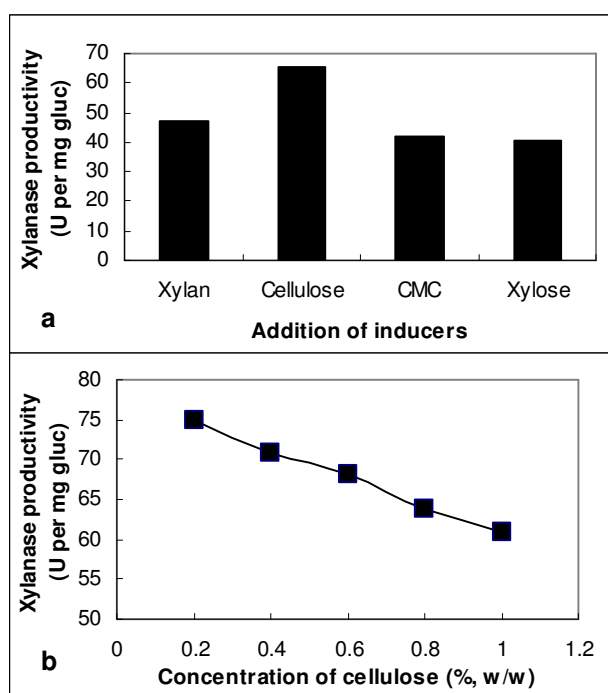 Xylanase productivity
(U per mg gluc)
70
60
50
40
30
20
10
0
Xylan Cellulose CMC Xylose
a
Addition of inducers
Xylanase productivity
(U per mg gluc)
80
75
70
65
60
55
50
0 0.2 0.4 0.6 0.8 1 1.2
b
Concentration of cellulose (%, w/w)